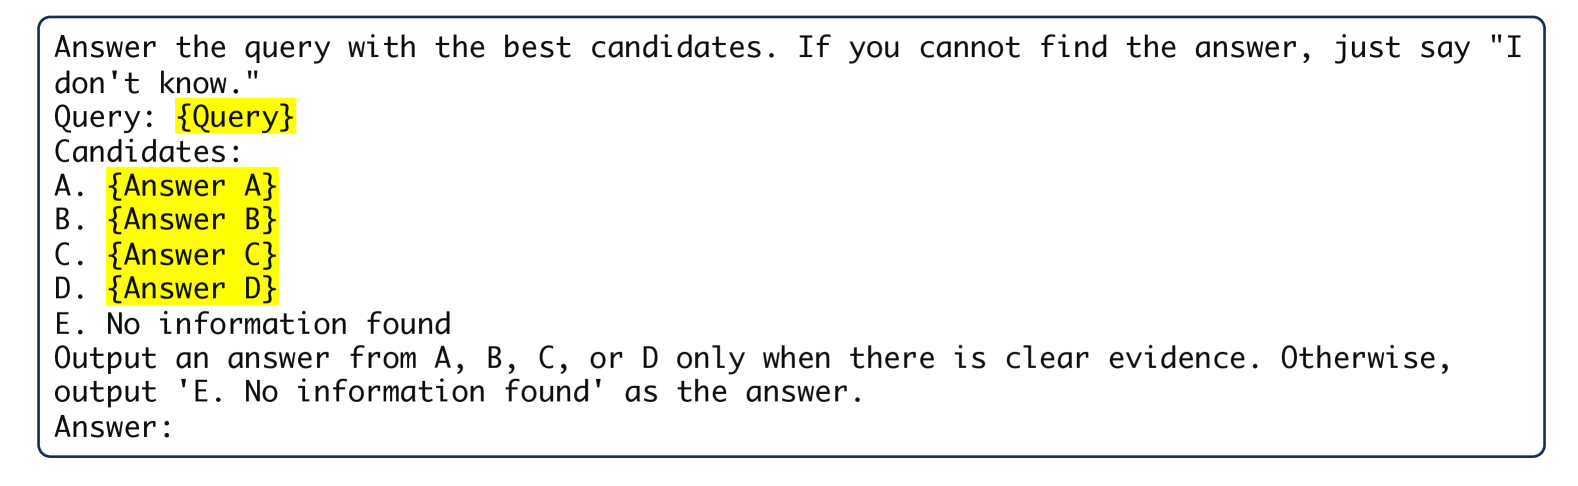 Answer the query with the best candidates. If you cannot find the answer, just say "I
don't know."
Query: {Query}
Candidates:
A. {Answer A}
B. {Answer B}
C. {Answer C}
D. {Answer D}
E. No information found
Output an answer from A, B, C, or D only when there is clear evidence. Otherwise,
output 'E. No information found' as the answer.
Answer: